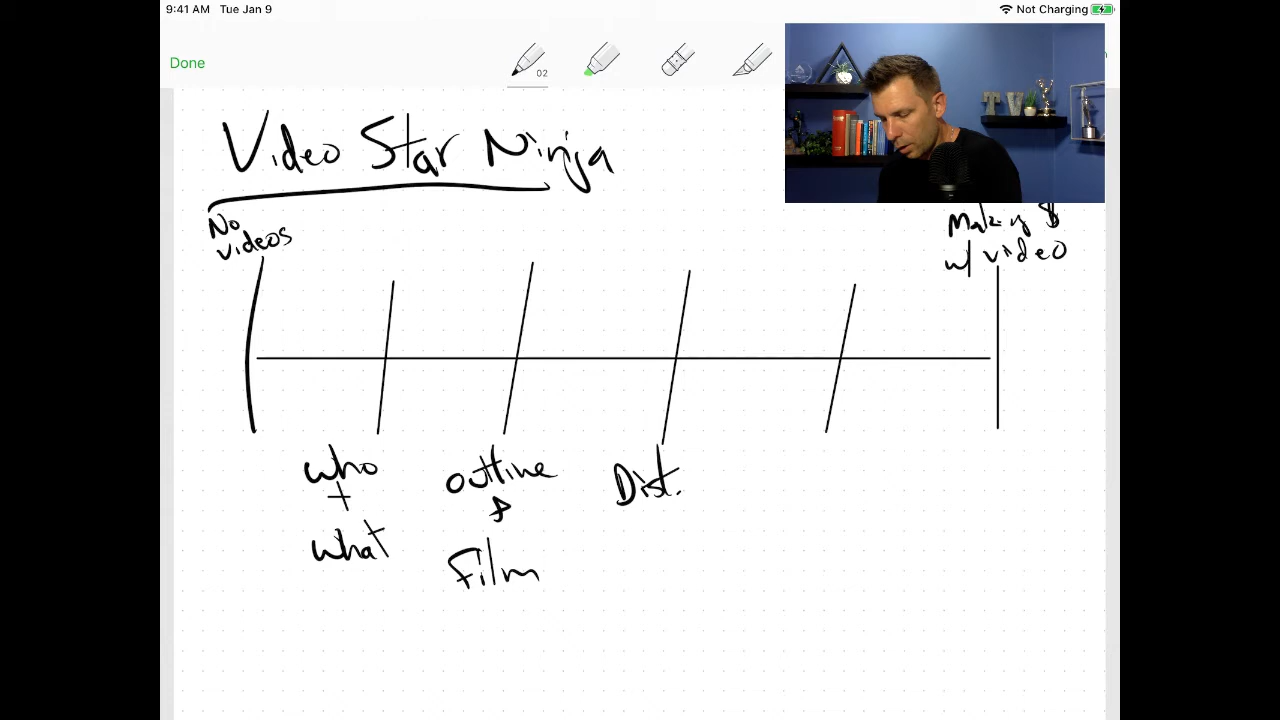 9:41 AM Tue Jan 9
Not Charging
Done
02
TV
Video Star Ninja
No
videos
Making $
w/ video
who
+
what
outline
&
Film
Dist.